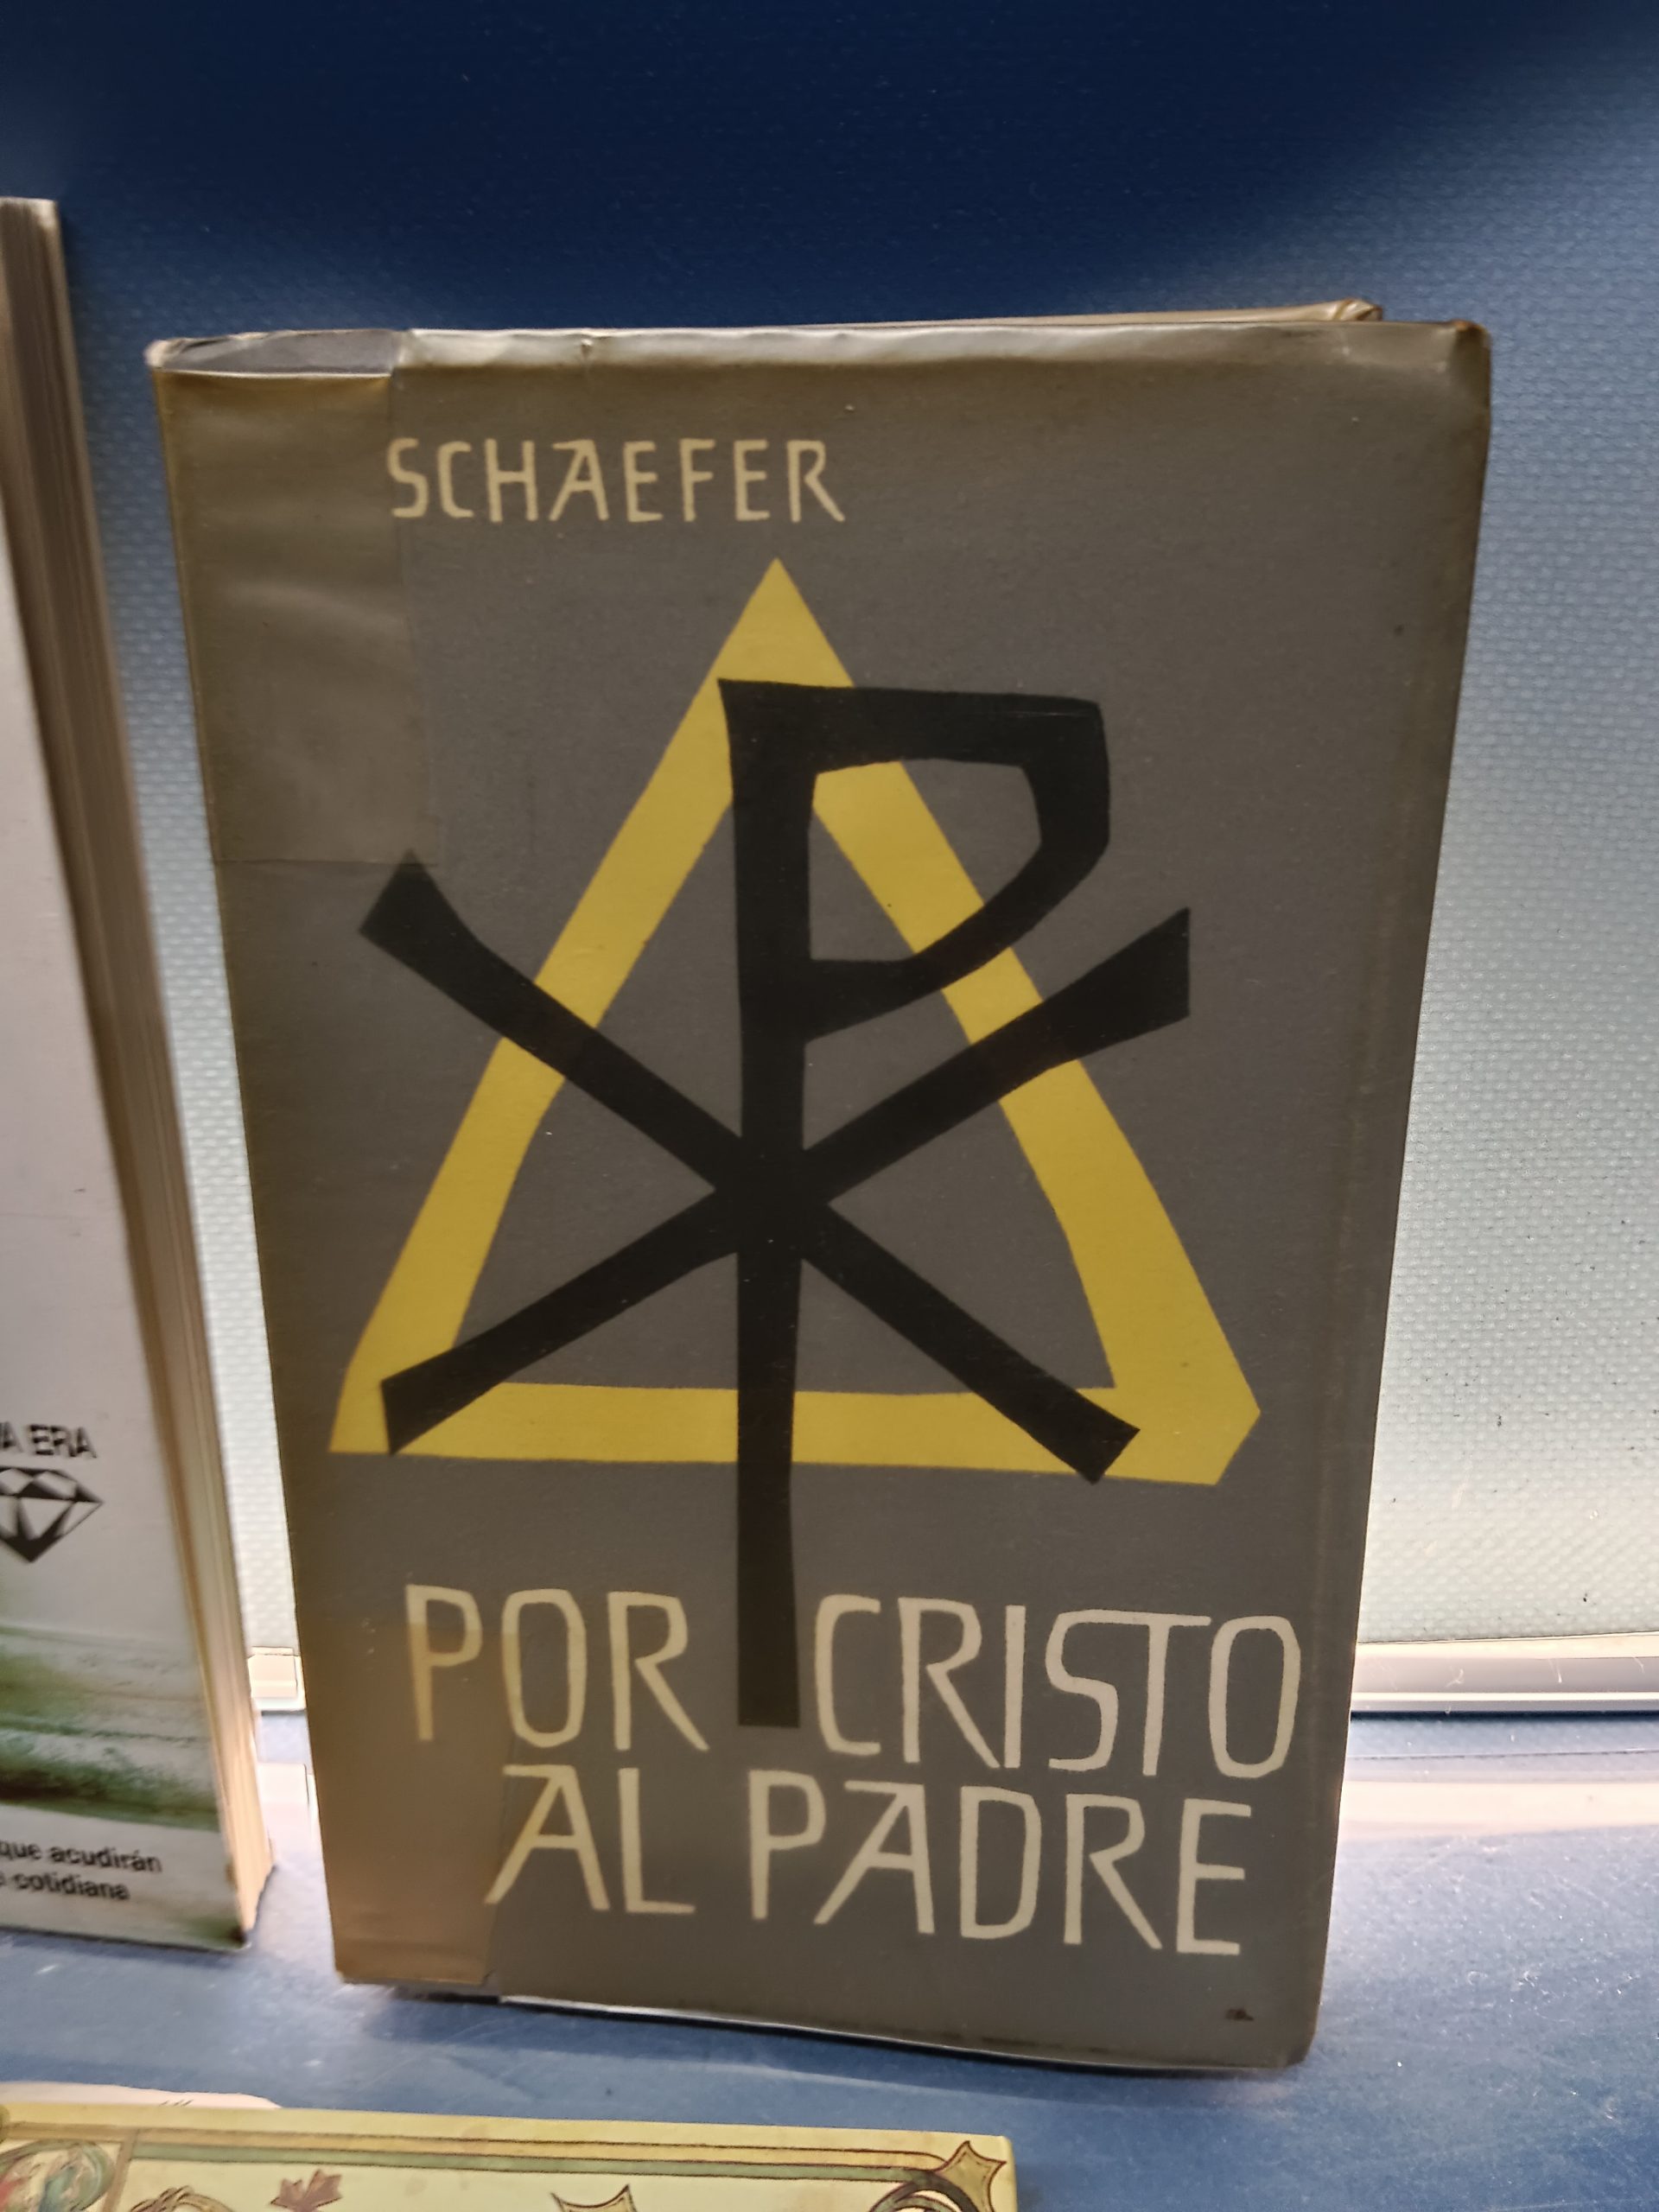 SCHAEFER
POR CRISTO
AL PADRE
A ERA
que acudirán
cotidiana